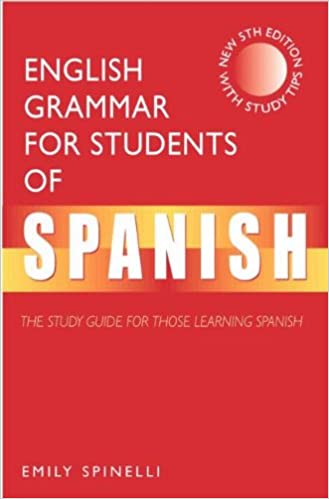 NEW 5TH EDITION
WITH STUDY TIPS
ENGLISH
GRAMMAR
FOR STUDENTS
OF
SPANISH
THE STUDY GUIDE FOR THOSE LEARNING SPANISH
EMILY SPINELLI